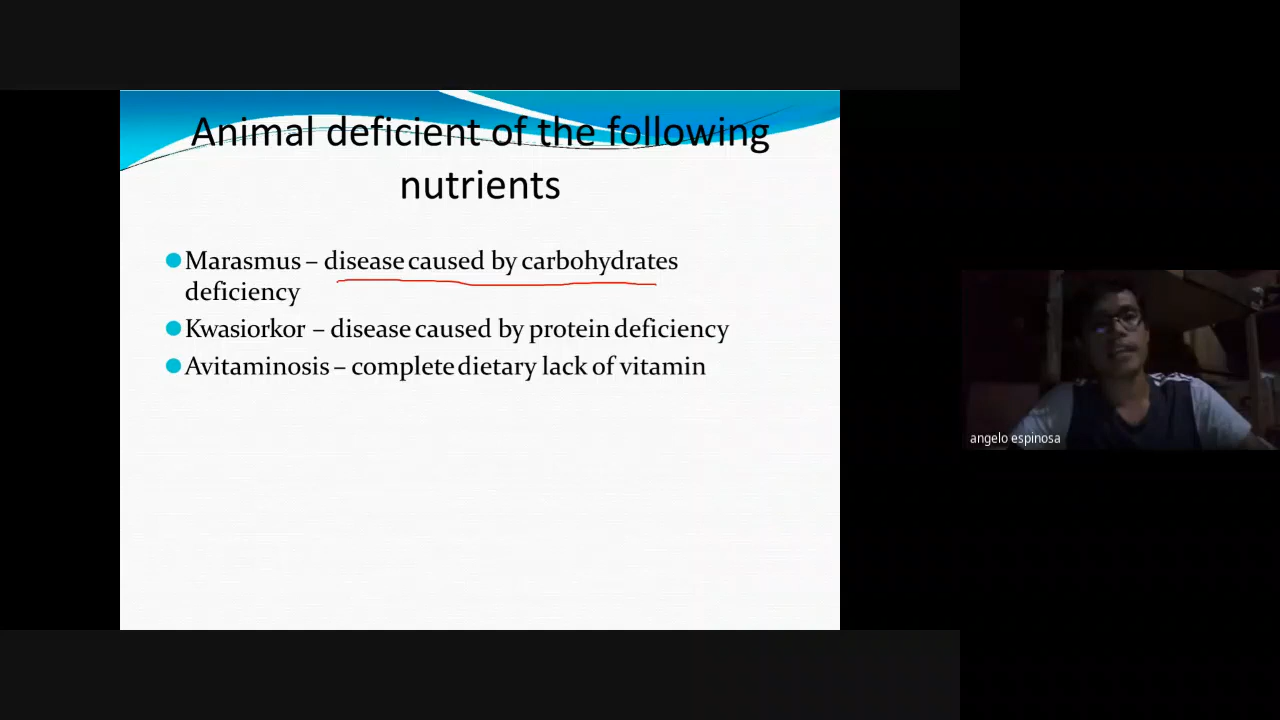 Animal deficient of the following
nutrients
Marasmus – disease caused by carbohydrates
deficiency
Kwasiorkor – disease caused by protein deficiency
Avitaminosis – complete dietary lack of vitamin
angelo espinosa